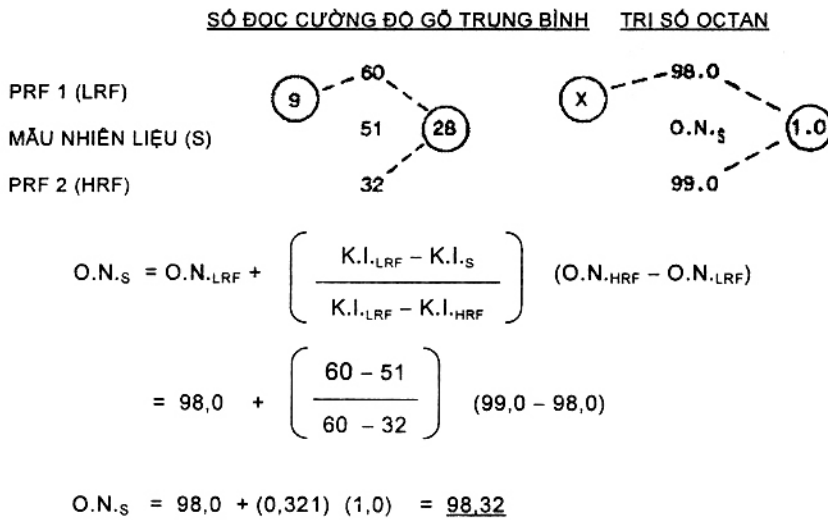 SỐ ĐỌC CƯỜNG ĐỘ GÕ TRUNG BÌNH TRỊ SỐ OCTAN
PRF 1 (LRF) 9 60 X 98.0
MẪU NHIÊN LIỆU (S) 51 28 O.N.S 1.0
PRF 2 (HRF) 32 99.0
O.N.S = O.N.LRF + ( K.I.LRF – K.I.S / K.I.LRF – K.I.HRF ) (O.N.HRF – O.N.LRF)
= 98,0 + ( 60 – 51 / 60 – 32 ) (99,0 – 98,0)
O.N.S = 98,0 + (0,321) (1,0) = 98,32